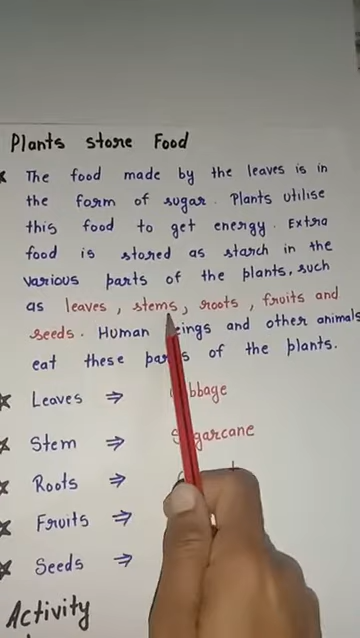 Plants store Food
The food made by the leaves is in
the form of sugar. Plants utilise
this food to get energy. Extra
food is stored as starch in the
various parts of the plants, such
as leaves, stems, roots, fruits and
seeds. Human and other animals
eat these of the plants.
Leaves ⇒
Stem ⇒
Roots ⇒
Fruits ⇒
Seeds ⇒
Activity